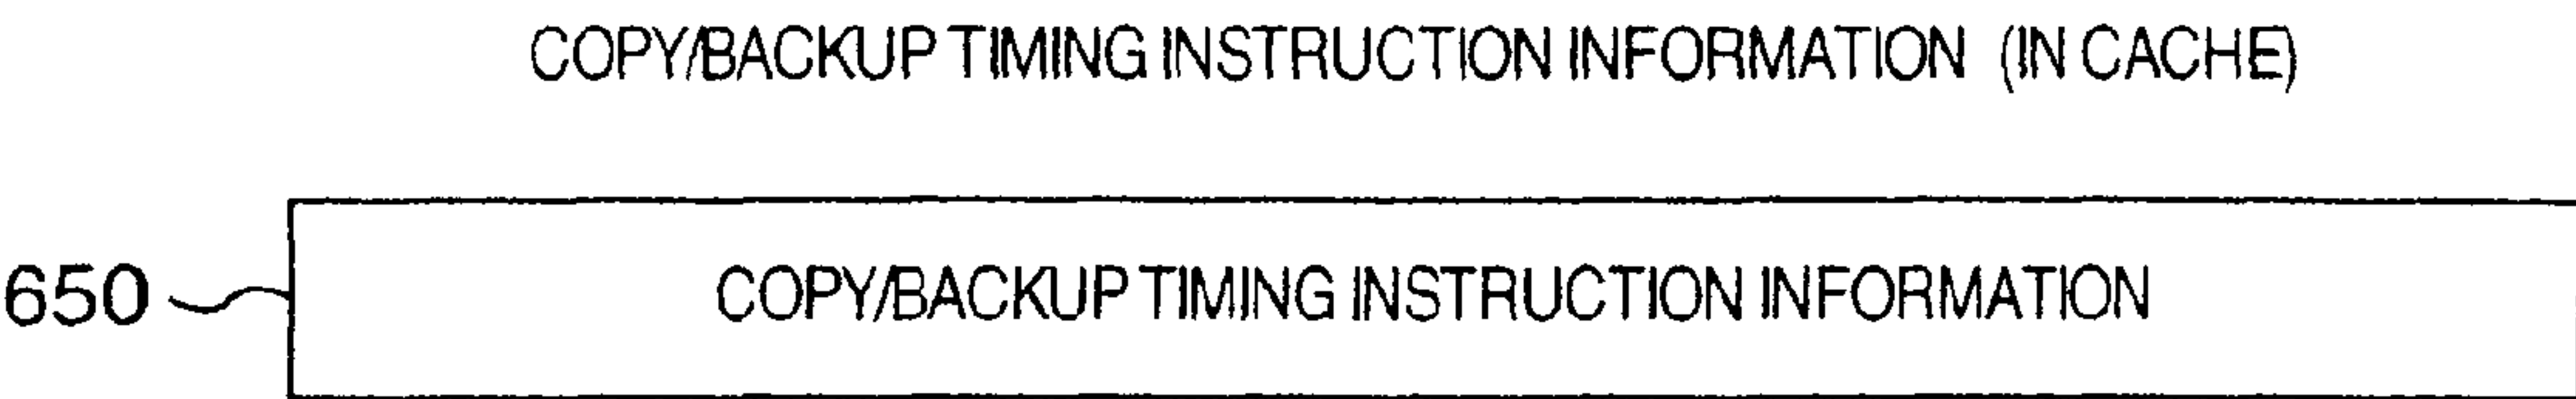 COPY/BACKUP TIMING INSTRUCTION INFORMATION (IN CACHE)
650 COPY/BACKUP TIMING INSTRUCTION INFORMATION